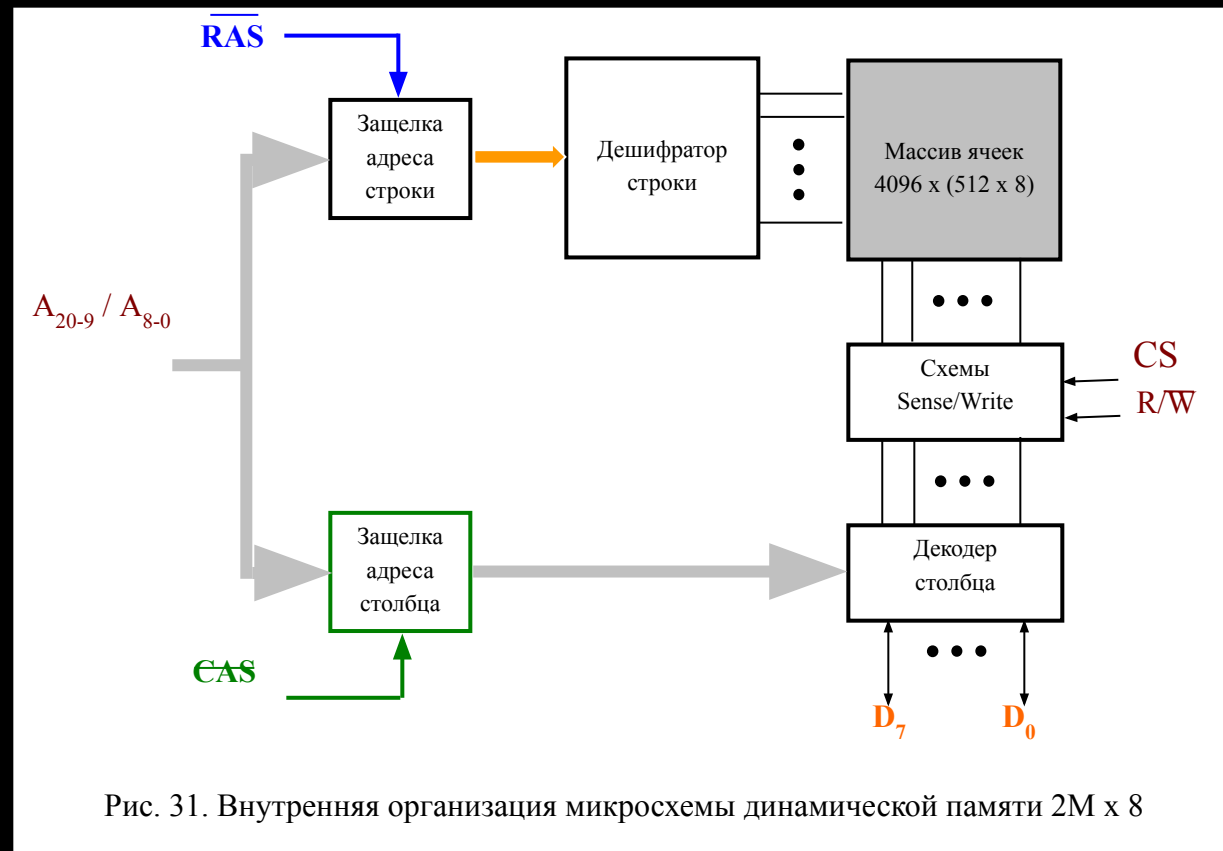 RAS
Защелка
адреса
строки
Дешифратор
строки
Массив ячеек
4096 x (512 x 8)
A20-9 / A8-0
Схемы
Sense/Write
CS
R/W
Защелка
адреса
столбца
Декодер
столбца
CAS
D7
D0
Рис. 31. Внутренняя организация микросхемы динамической памяти 2М х 8